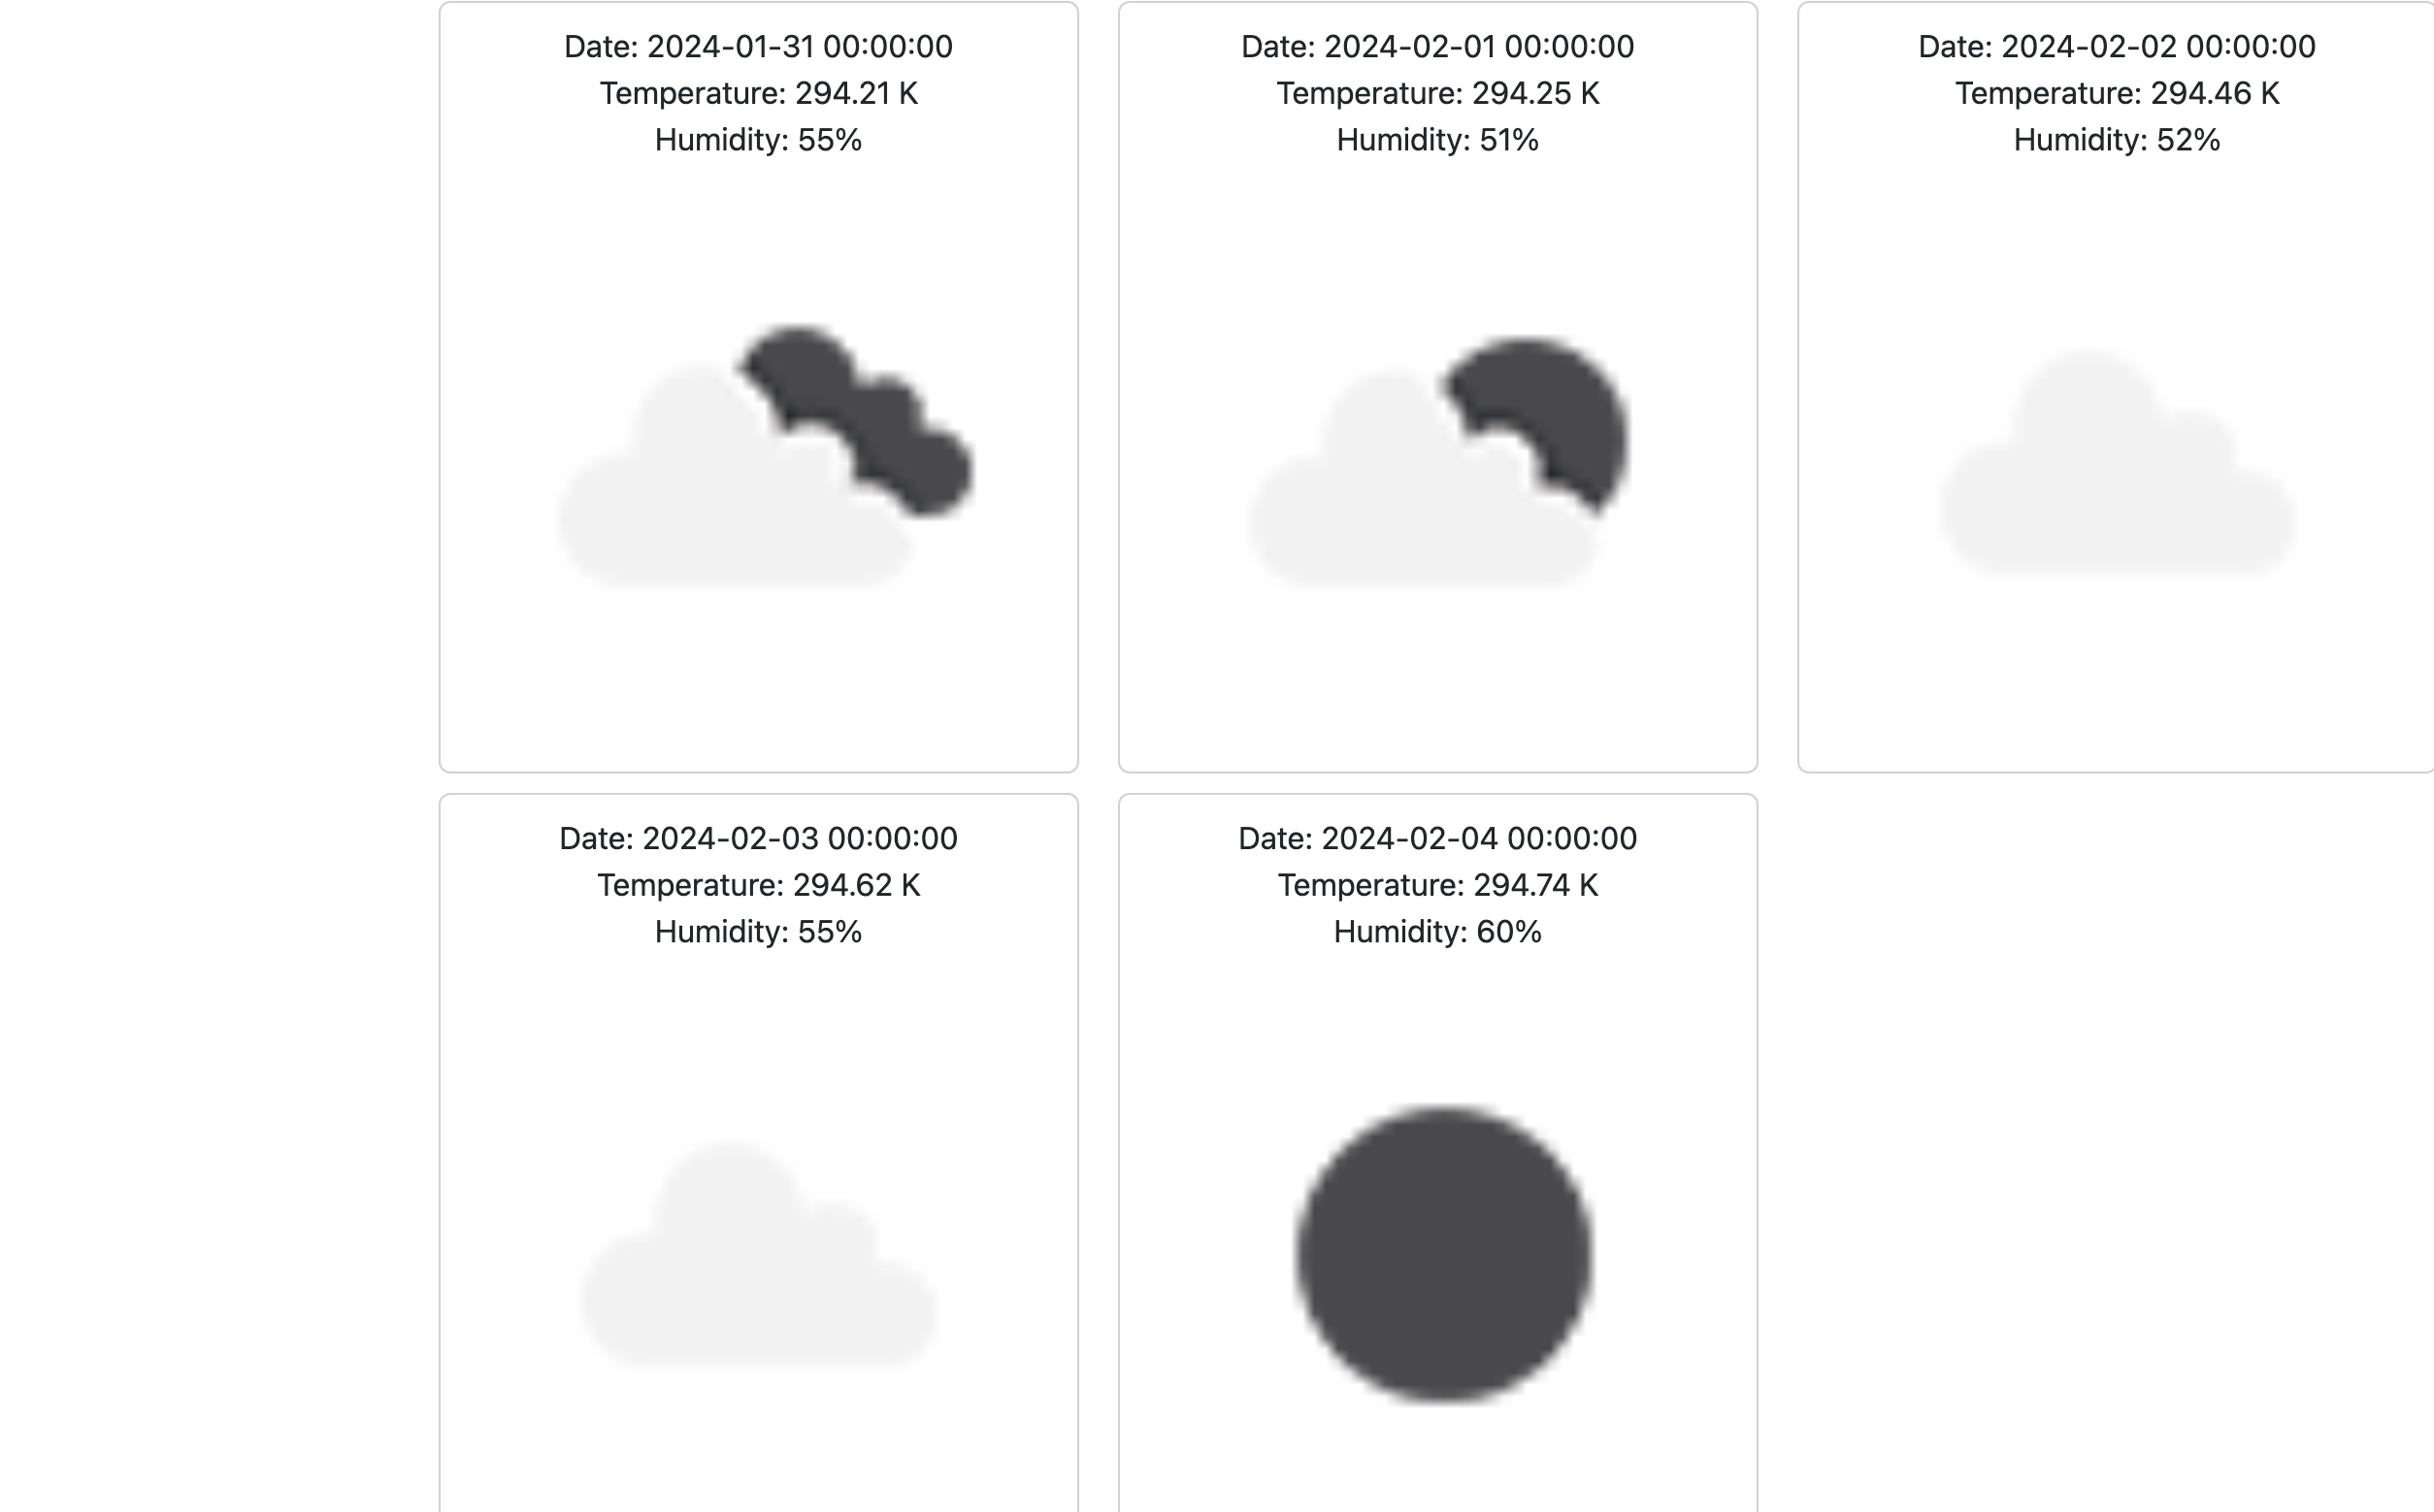 Date: 2024-01-31 00:00:00
Temperature: 294.21 K
Humidity: 55%
Date: 2024-02-01 00:00:00
Temperature: 294.25 K
Humidity: 51%
Date: 2024-02-02 00:00:00
Temperature: 294.46 K
Humidity: 52%
Date: 2024-02-03 00:00:00
Temperature: 294.62 K
Humidity: 55%
Date: 2024-02-04 00:00:00
Temperature: 294.74 K
Humidity: 60%